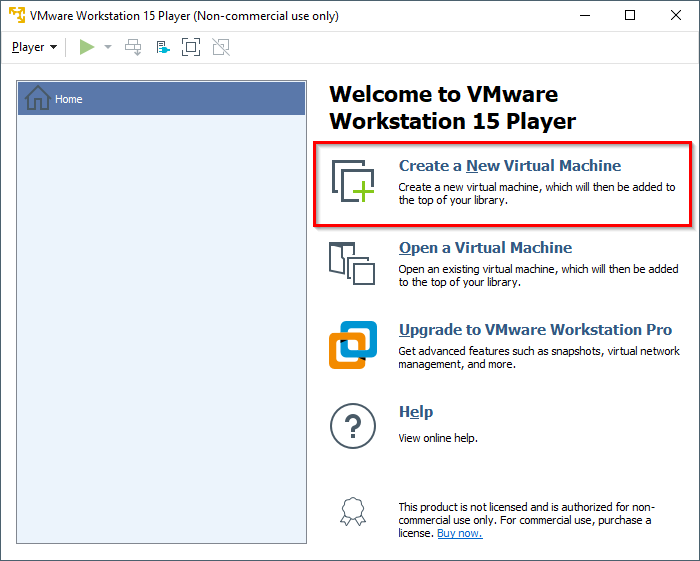 VMware Workstation 15 Player (Non-commercial use only)
Player
Home
Welcome to VMware
Workstation 15 Player
Create a New Virtual Machine
Create a new virtual machine, which will then be added to
the top of your library.
Open a Virtual Machine
Open an existing virtual machine, which will then be added
to the top of your library.
Upgrade to VMware Workstation Pro
Get advanced features such as snapshots, virtual network
management, and more.
?
Help
View online help.
This product is not licensed and is authorized for non-
commercial use only. For commercial use, purchase a
license. Buy now.